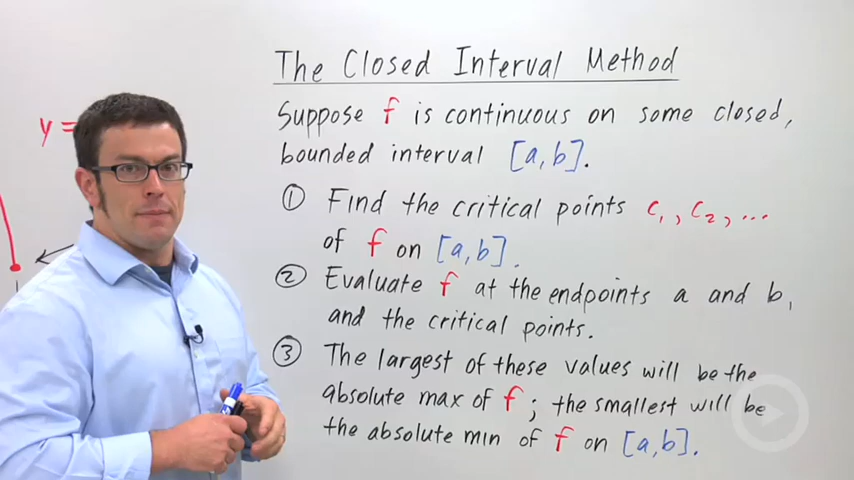 The Closed Interval Method
y =
Suppose f is continuous on some closed,
bounded interval [a,b].
① Find the critical points c₁, c₂, ...
of f on [a,b].
② Evaluate f at the endpoints a and b,
and the critical points.
③ The largest of these values will be the
absolute max of f; the smallest will be
the absolute min of f on [a,b].